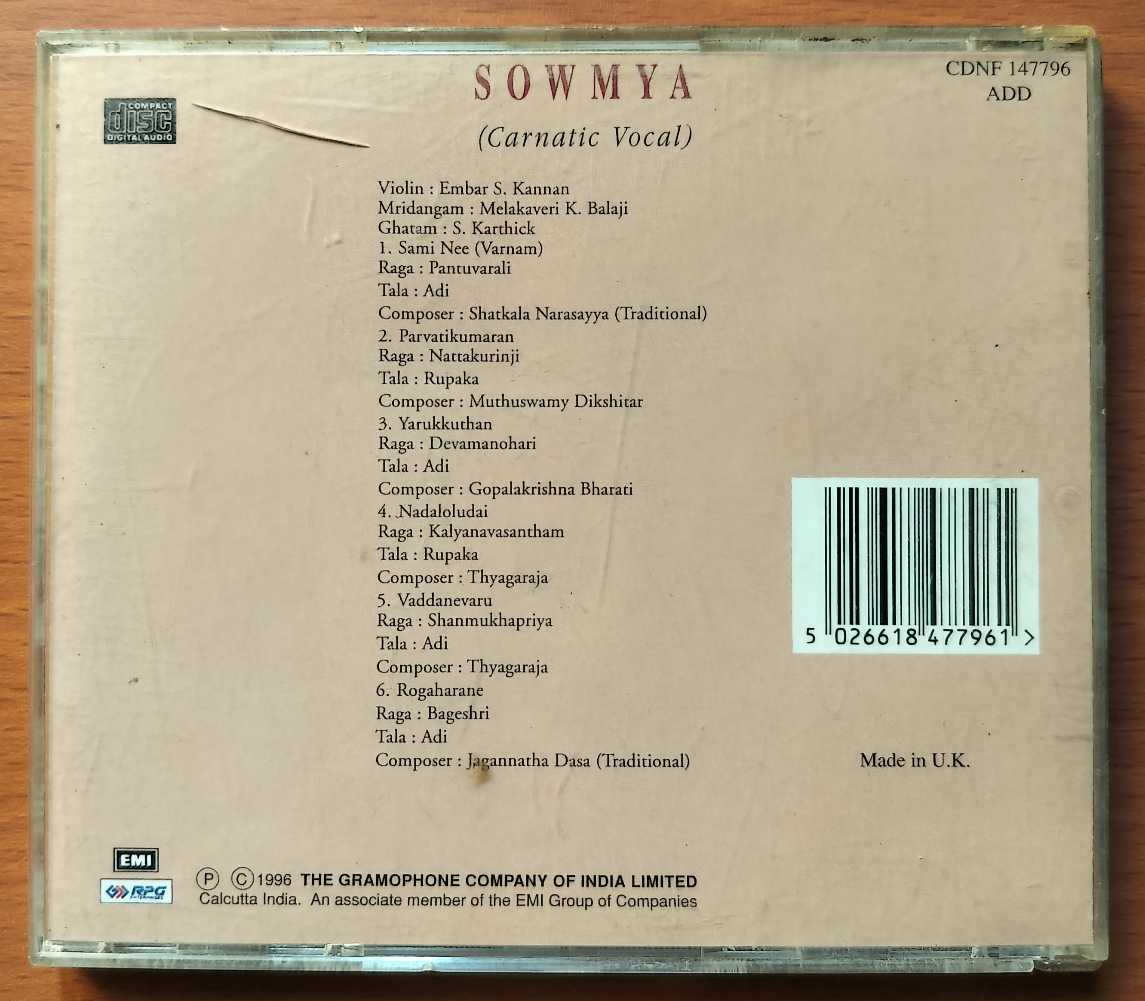 SOWMYA
CDNF 147796
ADD
COMPACT
disc
DIGITAL AUDIO
(Carnatic Vocal)
Violin : Embar S. Kannan
Mridangam : Melakaveri K. Balaji
Ghatam : S. Karthick
1. Sami Nee (Varnam)
Raga : Pantuvarali
Tala : Adi
Composer : Shatkala Narasayya (Traditional)
2. Parvatikumaran
Raga : Nattakurinji
Tala : Rupaka
Composer : Muthuswamy Dikshitar
3. Yarukkuthan
Raga : Devamanohari
Tala : Adi
Composer : Gopalakrishna Bharati
4. Nadaloludai
Raga : Kalyanavasantham
Tala : Rupaka
Composer : Thyagaraja
5. Vaddanevaru
Raga : Shanmukhapriya
Tala : Adi
Composer : Thyagaraja
6. Rogaharane
Raga : Bageshri
Tala : Adi
Composer : Jagannatha Dasa (Traditional)
5 026618 477961 >
Made in U.K.
EMI
RPG
ENTERPRISES
Ⓟ Ⓒ 1996 THE GRAMOPHONE COMPANY OF INDIA LIMITED
Calcutta India. An associate member of the EMI Group of Companies